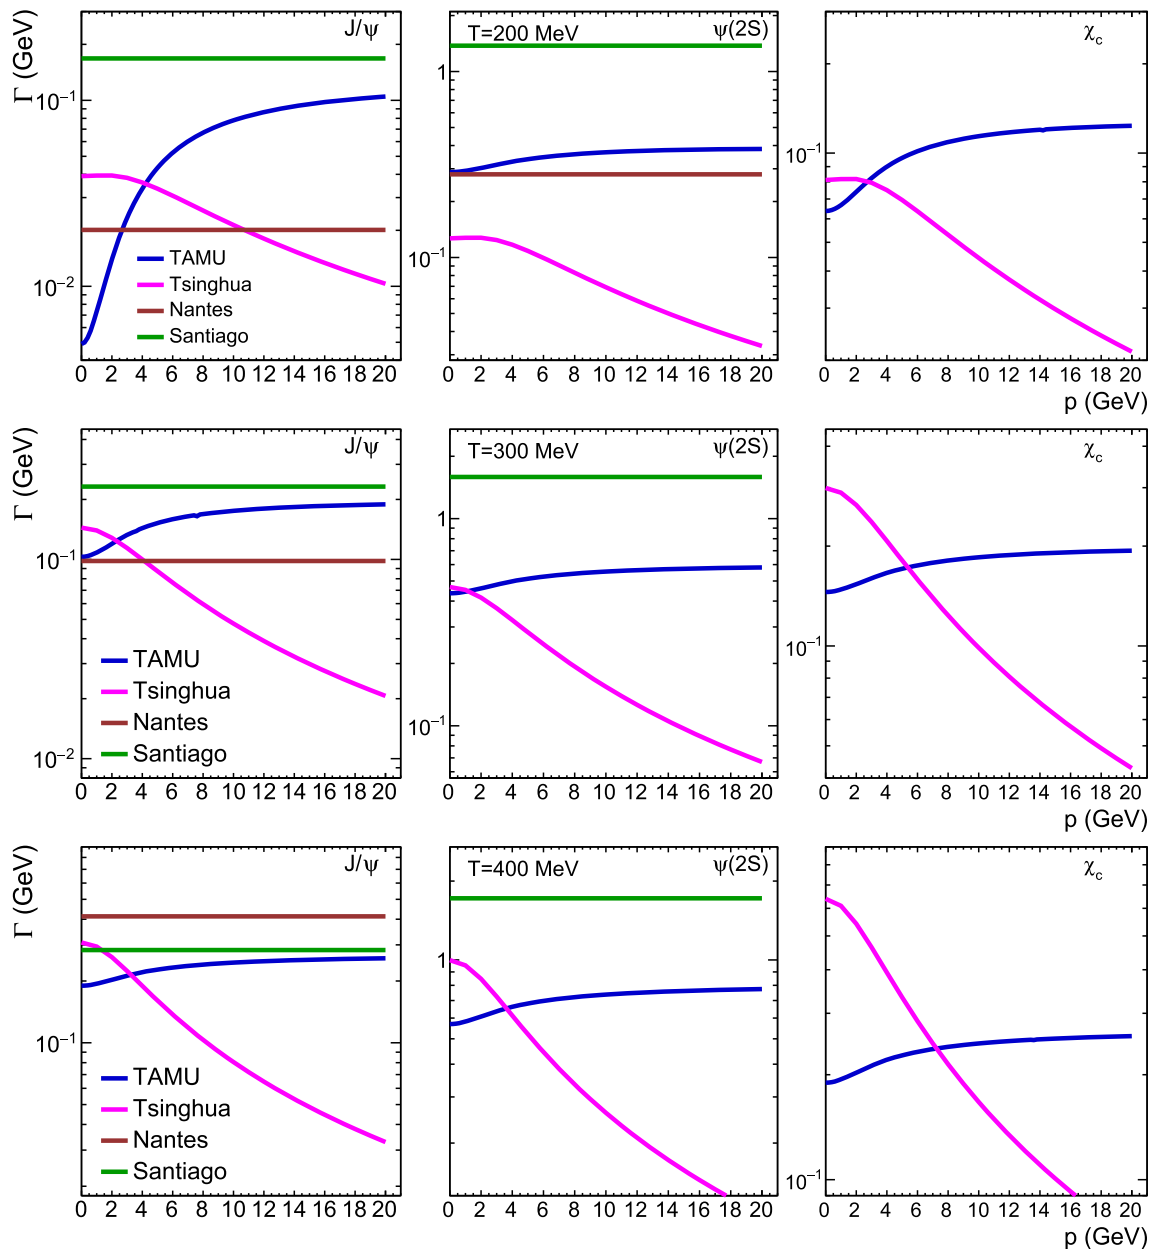 Γ (GeV)
J/ψ
T=200 MeV
ψ(2S)
χc
10⁻¹
10⁻²
1
10⁻¹
10⁻¹
TAMU
Tsinghua
Nantes
Santiago
0 2 4 6 8 10 12 14 16 18 20
0 2 4 6 8 10 12 14 16 18 20
0 2 4 6 8 10 12 14 16 18 20
p (GeV)
Γ (GeV)
J/ψ
T=300 MeV
ψ(2S)
χc
10⁻¹
10⁻²
1
10⁻¹
10⁻¹
TAMU
Tsinghua
Nantes
Santiago
0 2 4 6 8 10 12 14 16 18 20
0 2 4 6 8 10 12 14 16 18 20
0 2 4 6 8 10 12 14 16 18 20
p (GeV)
Γ (GeV)
J/ψ
T=400 MeV
ψ(2S)
χc
10⁻¹
1
10⁻¹
TAMU
Tsinghua
Nantes
Santiago
0 2 4 6 8 10 12 14 16 18 20
0 2 4 6 8 10 12 14 16 18 20
0 2 4 6 8 10 12 14 16 18 20
p (GeV)